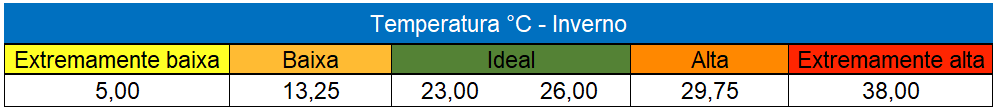 Temperatura °C - Inverno
Extremamente baixa Baixa Ideal Alta Extremamente alta
5,00 13,25 23,00 26,00 29,75 38,00